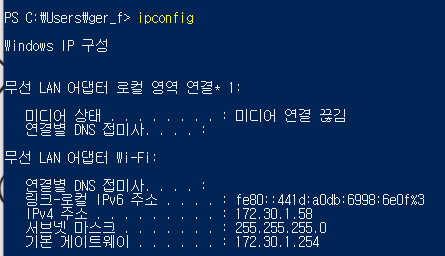 PS C:\Users\ger_f> ipconfig
Windows IP 구성
무선 LAN 어댑터 로컬 영역 연결* 1:
미디어 상태 . . . . . . . . : 미디어 연결 끊김
연결별 DNS 접미사. . . . :
무선 LAN 어댑터 Wi-Fi:
연결별 DNS 접미사. . . . :
링크-로컬 IPv6 주소 . . . . : fe80::441d:a0db:6998:6e0f%3
IPv4 주소 . . . . . . . . . : 172.30.1.58
서브넷 마스크 . . . . . . . : 255.255.255.0
기본 게이트웨이 . . . . . . : 172.30.1.254